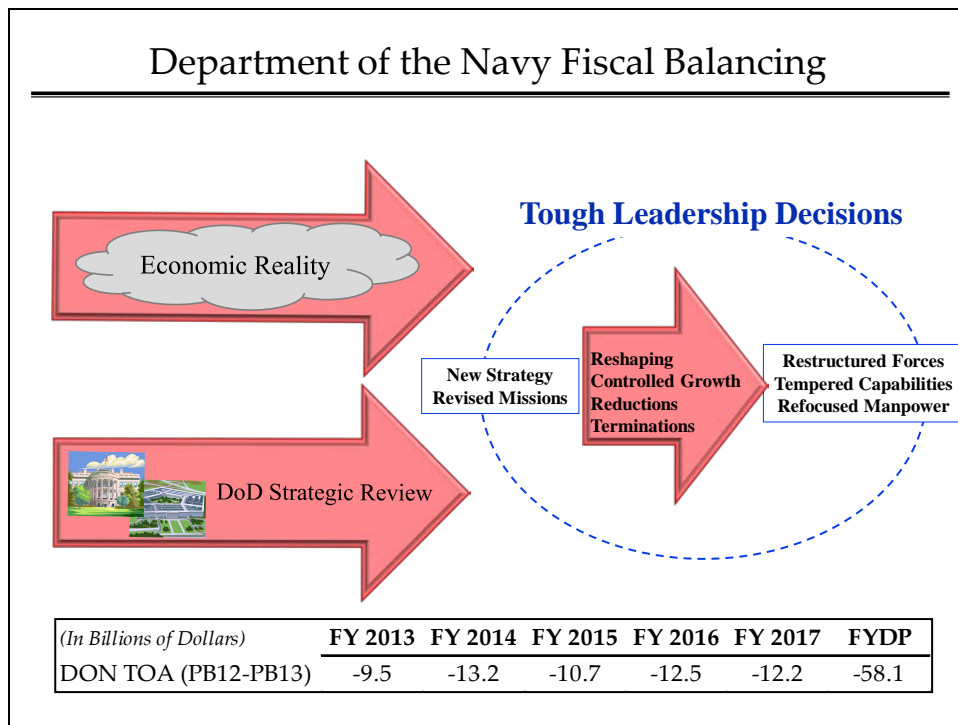 Department of the Navy Fiscal Balancing
Economic Reality
DoD Strategic Review
Tough Leadership Decisions
New Strategy
Revised Missions
Reshaping
Controlled Growth
Reductions
Terminations
Restructured Forces
Tempered Capabilities
Refocused Manpower
(In Billions of Dollars) FY 2013 FY 2014 FY 2015 FY 2016 FY 2017 FYDP
DON TOA (PB12-PB13) -9.5 -13.2 -10.7 -12.5 -12.2 -58.1